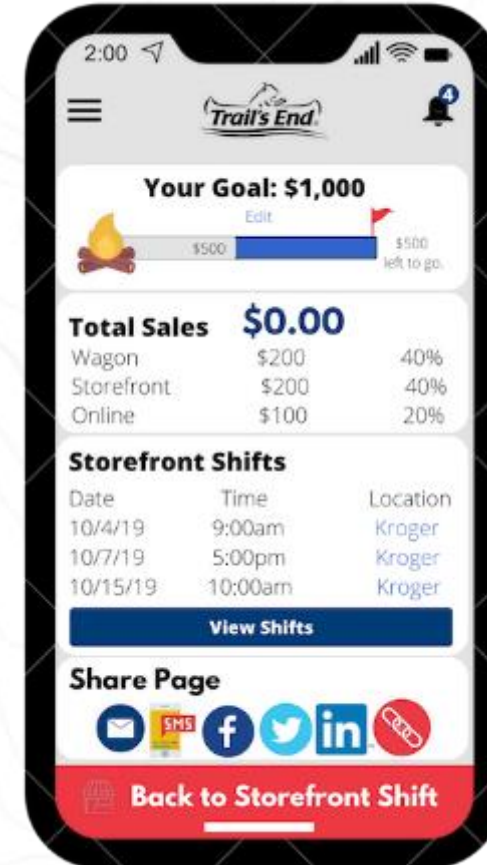 2:00
4
Trail's End
Your Goal: $1,000
Edit
$500
$500
left to go.
Total Sales $0.00
Wagon $200 40%
Storefront $200 40%
Online $100 20%
Storefront Shifts
Date Time Location
10/4/19 9:00am Kroger
10/7/19 5:00pm Kroger
10/15/19 10:00am Kroger
View Shifts
Share Page
SMS
f
in
Back to Storefront Shift